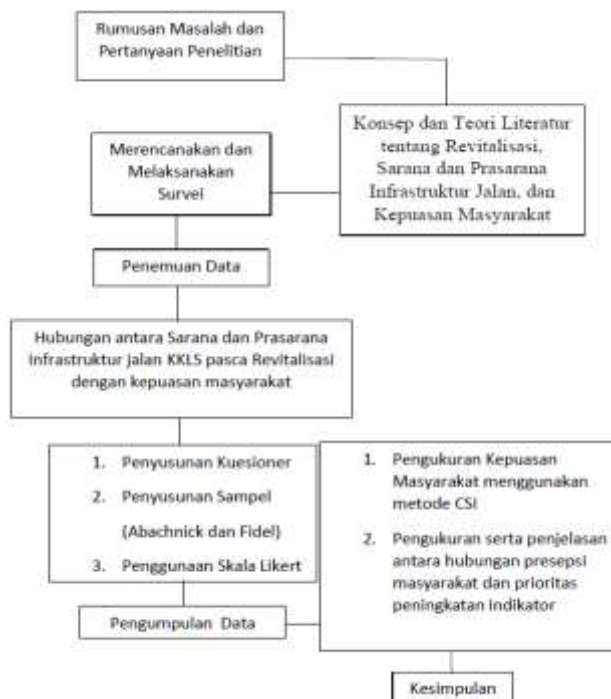 Rumusan Masalah dan
Pertanyaan Penelitian
Konsep dan Teori Literatur
tentang Revitalisasi,
Sarana dan Prasarana
Infrastruktur Jalan, dan
Kepuasan Masyarakat
Merencanakan dan
Melaksanakan
Survei
Penemuan Data
Hubungan antara Sarana dan Prasarana
Infrastruktur jalan KKLS pasca Revitalisasi
dengan kepuasan masyarakat
1. Penyusunan Kuesioner
2. Penyusunan Sampel
(Abachnick dan Fidel)
3. Penggunaan Skala Likert
Pengumpulan Data
1. Pengukuran Kepuasan
Masyarakat menggunakan
metode CSI
2. Pengukuran serta penjelasan
antara hubungan presepsi
masyarakat dan prioritas
peningkatan indikator
Kesimpulan